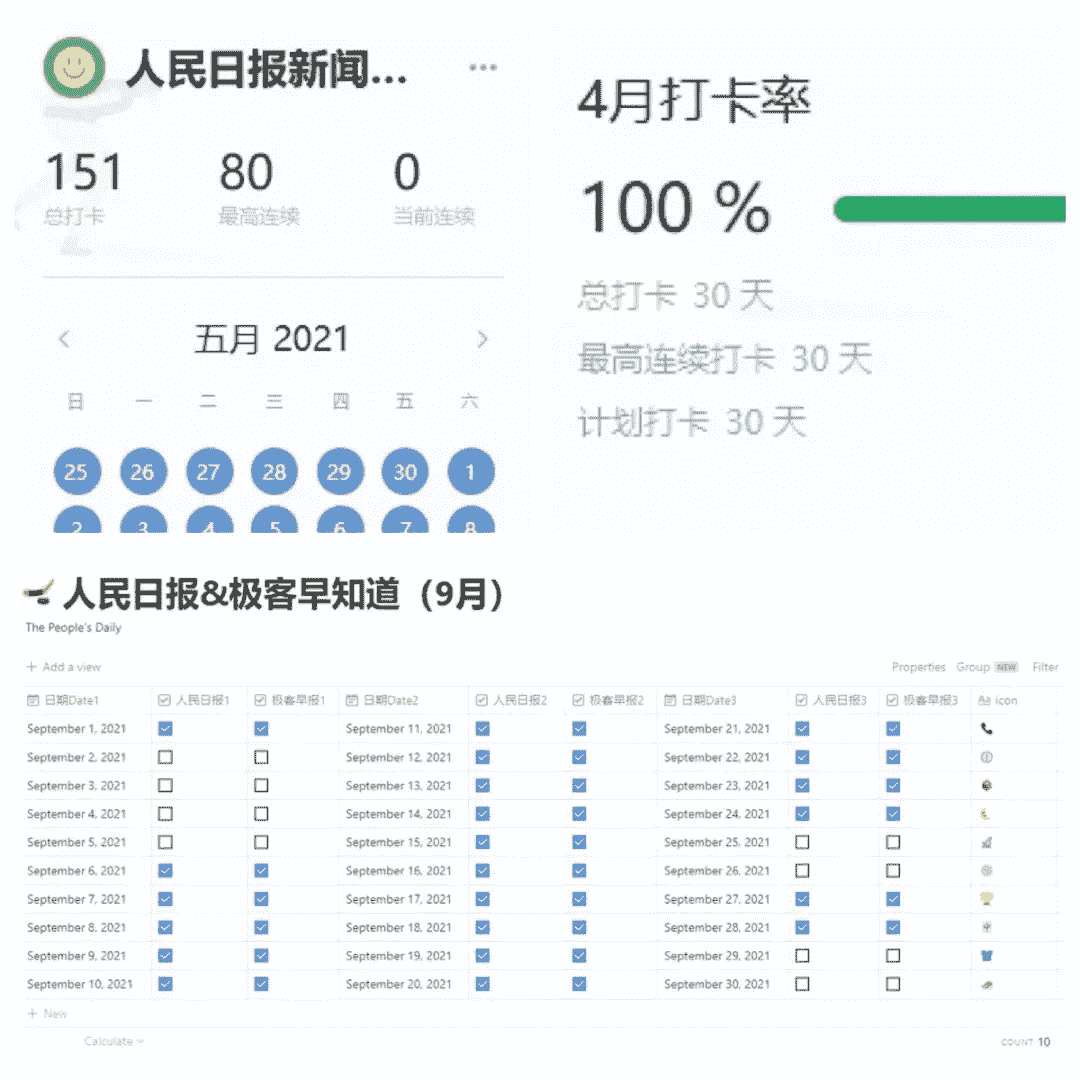 人民日报新闻...
151 80 0
总打卡 最高连续 当前连续
五月 2021
日 一 二 三 四 五 六
25 26 27 28 29 30 1
2 3 4 5 6 7 8
4月打卡率
100 %
总打卡 30 天
最高连续打卡 30 天
计划打卡 30 天
人民日报&极客早知道（9月）
The People's Daily
+ Add a view Properties Group NEW Filter
日期Date1 人民日报1 极客早报1 日期Date2 人民日报2 极客早报2 日期Date3 人民日报3 极客早报3 Aa icon
September 1, 2021 September 11, 2021 September 21, 2021
September 2, 2021 September 12, 2021 September 22, 2021
September 3, 2021 September 13, 2021 September 23, 2021
September 4, 2021 September 14, 2021 September 24, 2021
September 5, 2021 September 15, 2021 September 25, 2021
September 6, 2021 September 16, 2021 September 26, 2021
September 7, 2021 September 17, 2021 September 27, 2021
September 8, 2021 September 18, 2021 September 28, 2021
September 9, 2021 September 19, 2021 September 29, 2021
September 10, 2021 September 20, 2021 September 30, 2021
+ New
Calculate COUNT 10